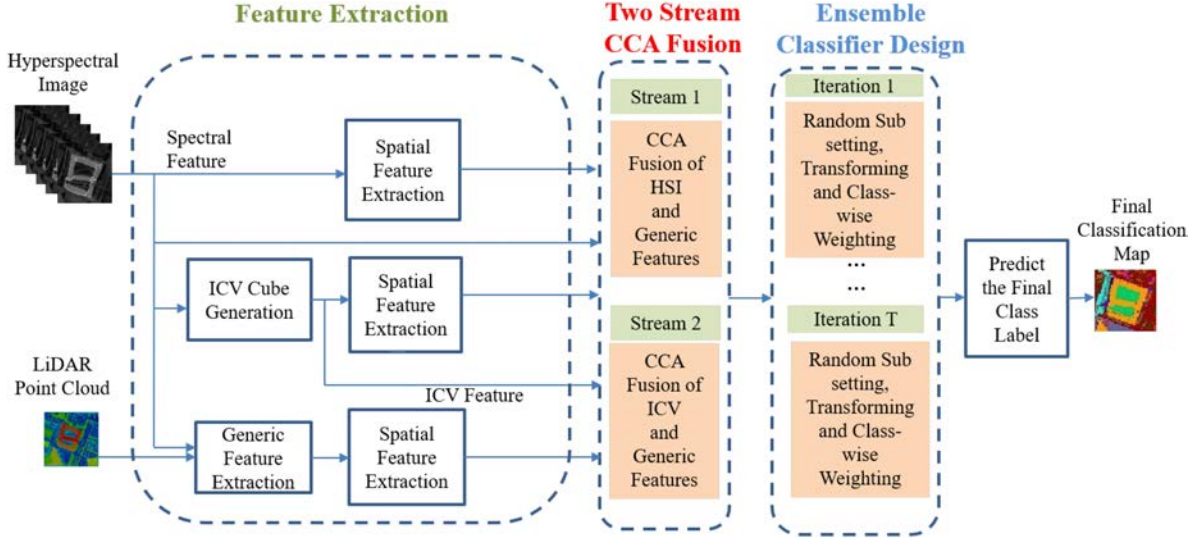 Feature Extraction
Two Stream
CCA Fusion
Ensemble
Classifier Design
Hyperspectral
Image
Spectral
Feature
Spatial
Feature
Extraction
ICV Cube
Generation
Spatial
Feature
Extraction
ICV Feature
LiDAR
Point Cloud
Generic
Feature
Extraction
Spatial
Feature
Extraction
Stream 1
CCA
Fusion of
HSI
and
Generic
Features
Stream 2
CCA
Fusion of
ICV
and
Generic
Features
Iteration 1
Random Sub
setting,
Transforming
and Class-
wise
Weighting
...
...
Iteration T
Random Sub
setting,
Transforming
and Class-
wise
Weighting
Predict
the Final
Class
Label
Final
Classification
Map